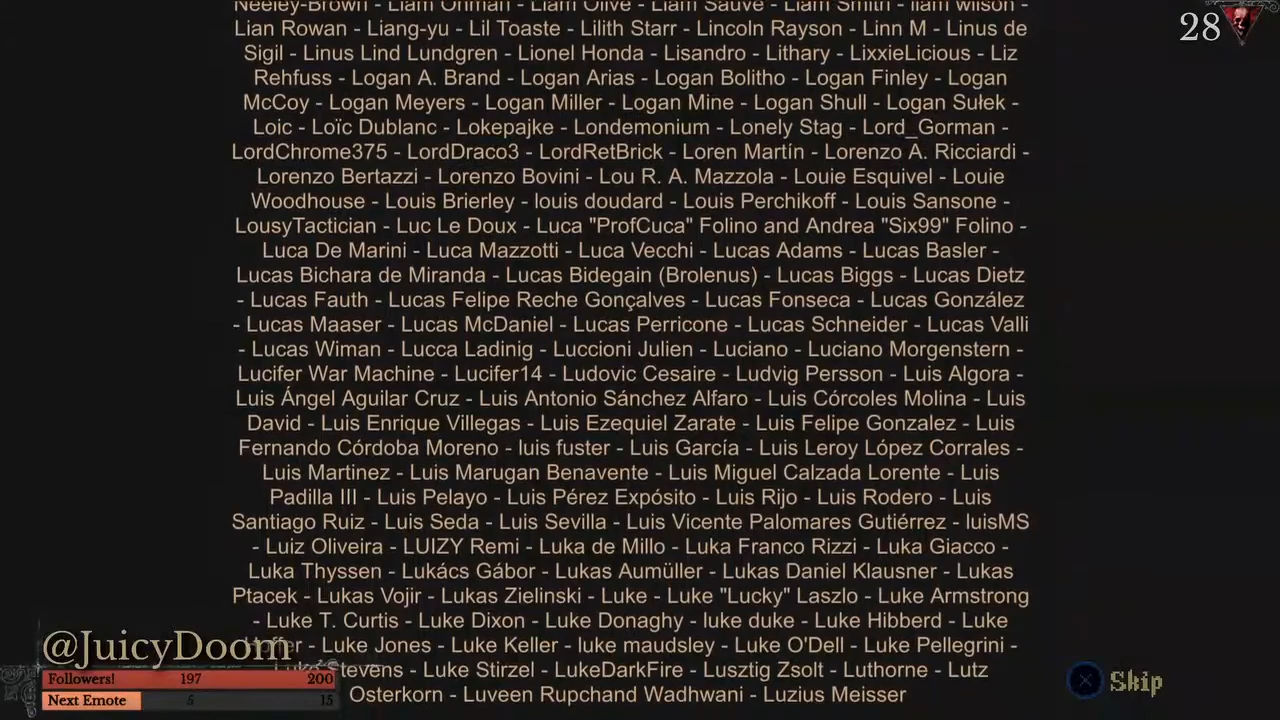 Neeley-Brown - Liam Ohman - Liam Olive - Liam Sauve - Liam Smith - liam wilson -
28
Lian Rowan - Liang-yu - Lil Toaste - Lilith Starr - Lincoln Rayson - Linn M - Linus de
Sigil - Linus Lind Lundgren - Lionel Honda - Lisandro - Lithary - LixxieLicious - Liz
Rehfuss - Logan A. Brand - Logan Arias - Logan Bolitho - Logan Finley - Logan
McCoy - Logan Meyers - Logan Miller - Logan Mine - Logan Shull - Logan Sułek -
Loic - Loïc Dublanc - Lokepajke - Londemonium - Lonely Stag - Lord_Gorman -
LordChrome375 - LordDraco3 - LordRetBrick - Loren Martín - Lorenzo A. Ricciardi -
Lorenzo Bertazzi - Lorenzo Bovini - Lou R. A. Mazzola - Louie Esquivel - Louie
Woodhouse - Louis Brierley - louis doudard - Louis Perchikoff - Louis Sansone -
LousyTactician - Luc Le Doux - Luca "ProfCuca" Folino and Andrea "Six99" Folino -
Luca De Marini - Luca Mazzotti - Luca Vecchi - Lucas Adams - Lucas Basler -
Lucas Bichara de Miranda - Lucas Bidegain (Brolenus) - Lucas Biggs - Lucas Dietz
- Lucas Fauth - Lucas Felipe Reche Gonçalves - Lucas Fonseca - Lucas González
- Lucas Maaser - Lucas McDaniel - Lucas Perricone - Lucas Schneider - Lucas Valli
- Lucas Wiman - Lucca Ladinig - Luccioni Julien - Luciano - Luciano Morgenstern -
Lucifer War Machine - Lucifer14 - Ludovic Cesaire - Ludvig Persson - Luis Algora -
Luis Ángel Aguilar Cruz - Luis Antonio Sánchez Alfaro - Luis Córcoles Molina - Luis
David - Luis Enrique Villegas - Luis Ezequiel Zarate - Luis Felipe Gonzalez - Luis
Fernando Córdoba Moreno - luis fuster - Luis García - Luis Leroy López Corrales -
Luis Martinez - Luis Marugan Benavente - Luis Miguel Calzada Lorente - Luis
Padilla III - Luis Pelayo - Luis Pérez Expósito - Luis Rijo - Luis Rodero - Luis
Santiago Ruiz - Luis Seda - Luis Sevilla - Luis Vicente Palomares Gutiérrez - luisMS
- Luiz Oliveira - LUIZY Remi - Luka de Millo - Luka Franco Rizzi - Luka Giacco -
Luka Thyssen - Lukács Gábor - Lukas Aumüller - Lukas Daniel Klausner - Lukas
Ptacek - Lukas Vojir - Lukas Zielinski - Luke - Luke "Lucky" Laszlo - Luke Armstrong
- Luke T. Curtis - Luke Dixon - Luke Donaghy - luke duke - Luke Hibberd - Luke
- Luke Jones - Luke Keller - luke maudsley - Luke O'Dell - Luke Pellegrini -
Luke Stevens - Luke Stirzel - LukeDarkFire - Lusztig Zsolt - Luthorne - Lutz
Osterkorn - Luveen Rupchand Wadhwani - Luzius Meisser
@JuicyDoom
Followers! 197 200
Next Emote 5 15
Skip